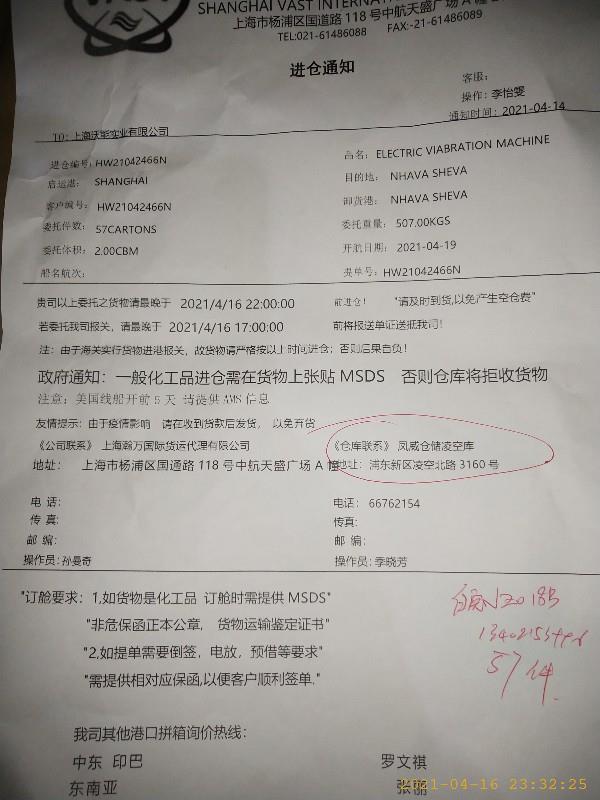 SHANGHAI VAST INTERNAT
上海市杨浦区国道路 118 号中航天盛广场 A 幢
TEL:021-61486088 FAX:-21-61486089
进仓通知
客服:
操作: 李怡雯
通知时间: 2021-04-14
TO: 上海沃能实业有限公司
进仓编号: HW21042466N 品名: ELECTRIC VIABRATION MACHINE
启运港: SHANGHAI 目的地: NHAVA SHEVA
客户编号: HW21042466N 卸货港: NHAVA SHEVA
委托件数: 57CARTONS 委托重量: 507.00KGS
委托体积: 2.00CBM 开航日期: 2021-04-19
船名航次: 提单号: HW21042466N
贵司以上委托之货物请最晚于 2021/4/16 22:00:00 前进仓! "请及时到货,以免产生空仓费"
若委托我司报关, 请最晚于 2021/4/16 17:00:00 前将报送单证送抵我司!
注: 由于海关实行货物进港报关, 故货物请严格按以上时间进仓; 否则后果自负!
政府通知: 一般化工品进仓需在货物上张贴 MSDS 否则仓库将拒收货物
注意: 美国线船开前 5 天 请提供 AMS 信息
友情提示: 由于疫情影响 请在收到货款后发货, 以免弃货
《公司联系》 上海瀚万国际货运代理有限公司 《仓库联系》 凤威仓储凌空库
地址: 上海市杨浦区国通路 118 号中航天盛广场 A 幢 地址: 浦东新区凌空北路 3160 号
电 话: 电话: 66762154
传 真: 传真:
邮 编: 邮 编:
操作员: 孙曼奇 操作员: 季晓芳
"订舱要求: 1,如货物是化工品 订舱时需提供 MSDS"
"非危保函正本公章, 货物运输鉴定证书"
"2,如提单需要倒签, 电放, 预借等要求"
"需提供相对应保函,以便客户顺利签单."
57件
我司其他港口拼箱询价热线:
中东 印巴 罗文祺
东南亚 张丽
2021-04-16 23:32:25